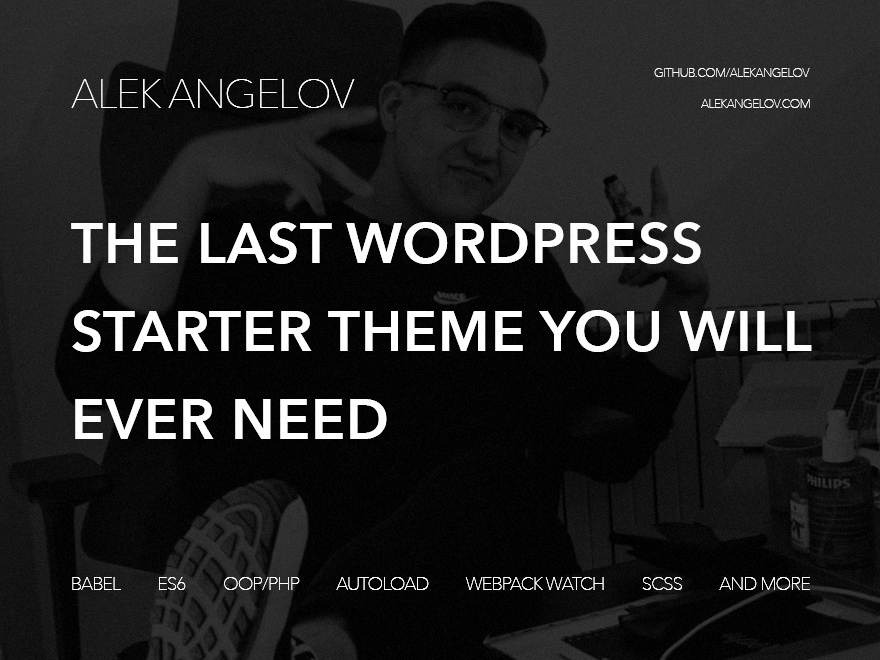 ALEK ANGELOV
GITHUB.COM/ALEKANGELOV
ALEKANGELOV.COM
THE LAST WORDPRESS
STARTER THEME YOU WILL
EVER NEED
PHILIPS
BABEL ES6 OOP/PHP AUTOLOAD WEBPACK WATCH SCSS AND MORE